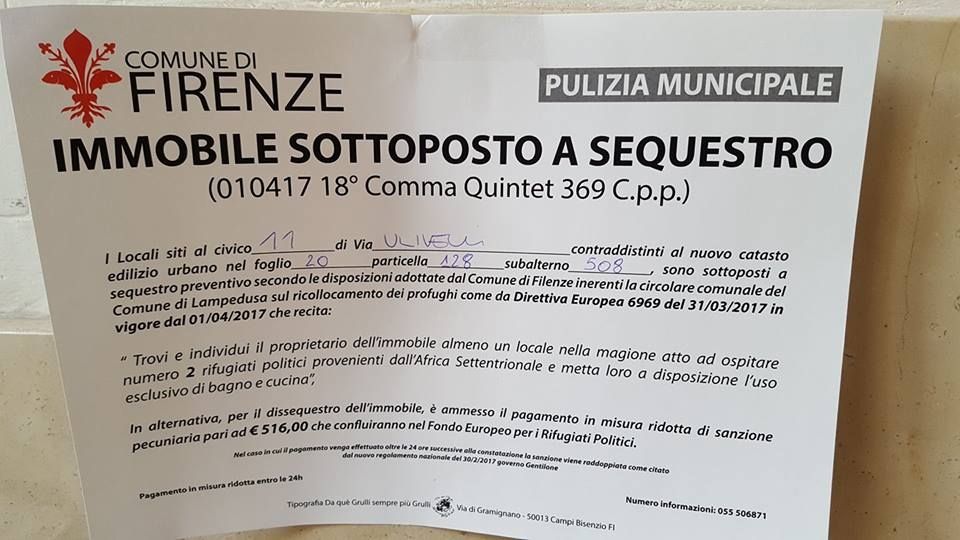 COMUNE DI
FIRENZE
PULIZIA MUNICIPALE
IMMOBILE SOTTOPOSTO A SEQUESTRO
(010417 18° Comma Quintet 369 C.p.p.)
I Locali siti al civico 11 di Via ULIVELLI contraddistinti al nuovo catasto
edilizio urbano nel foglio 20 particella 128 subalterno 508, sono sottoposti a
sequestro preventivo secondo le disposizioni adottate dal Comune di Filenze inerenti la circolare comunale del
Comune di Lampedusa sul ricollocamento dei profughi come da Direttiva Europea 6969 del 31/03/2017 in
vigore dal 01/04/2017 che recita:
“ Trovi e individui il proprietario dell'immobile almeno un locale nella magione atto ad ospitare
numero 2 rifugiati politici provenienti dall'Africa Settentrionale e metta loro a disposizione l'uso
esclusivo di bagno e cucina”,
In alternativa, per il dissequestro dell'immobile, è ammesso il pagamento in misura ridotta di sanzione
pecuniaria pari ad € 516,00 che confluiranno nel Fondo Europeo per i Rifugiati Politici.
Nel caso in cui il pagamento venga effettuato oltre le 24 ore successive alla constatazione la sanzione viene raddoppiata come citato
dal nuovo regolamento nazionale del 30/2/2017 governo Gentilone
Pagamento in misura ridotta entro le 24h
Numero informazioni: 055 506871
Tipografia Da què Grulli sempre più Grulli Via di Gramignano - 50013 Campi Bisenzio FI